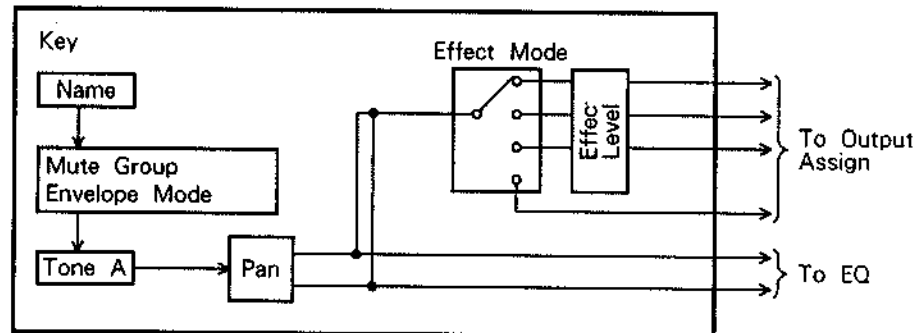 Key
Effect Mode
Name
Effect
Level
To Output
Assign
Mute Group
Envelope Mode
Tone A
Pan
To EQ